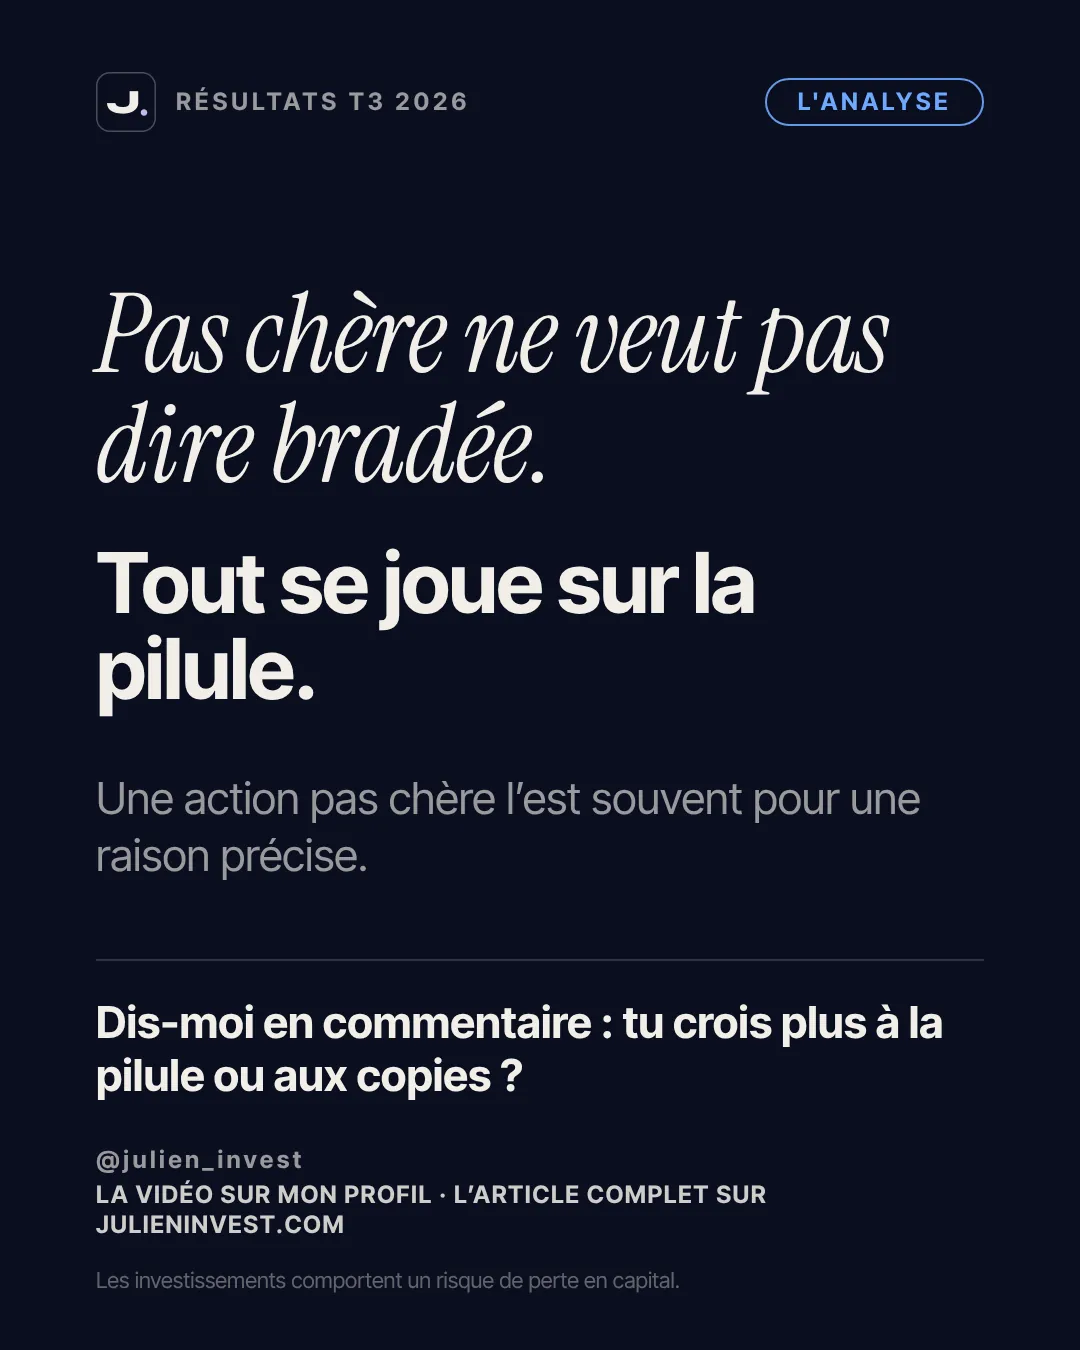 J. RÉSULTATS T3 2026
L'ANALYSE
Pas chère ne veut pas
dire bradée.
Tout se joue sur la
pilule.
Une action pas chère l’est souvent pour une
raison précise.
Dis-moi en commentaire : tu crois plus à la
pilule ou aux copies ?
@julien_invest
LA VIDÉO SUR MON PROFIL · L’ARTICLE COMPLET SUR
JULIENINVEST.COM
Les investissements comportent un risque de perte en capital.